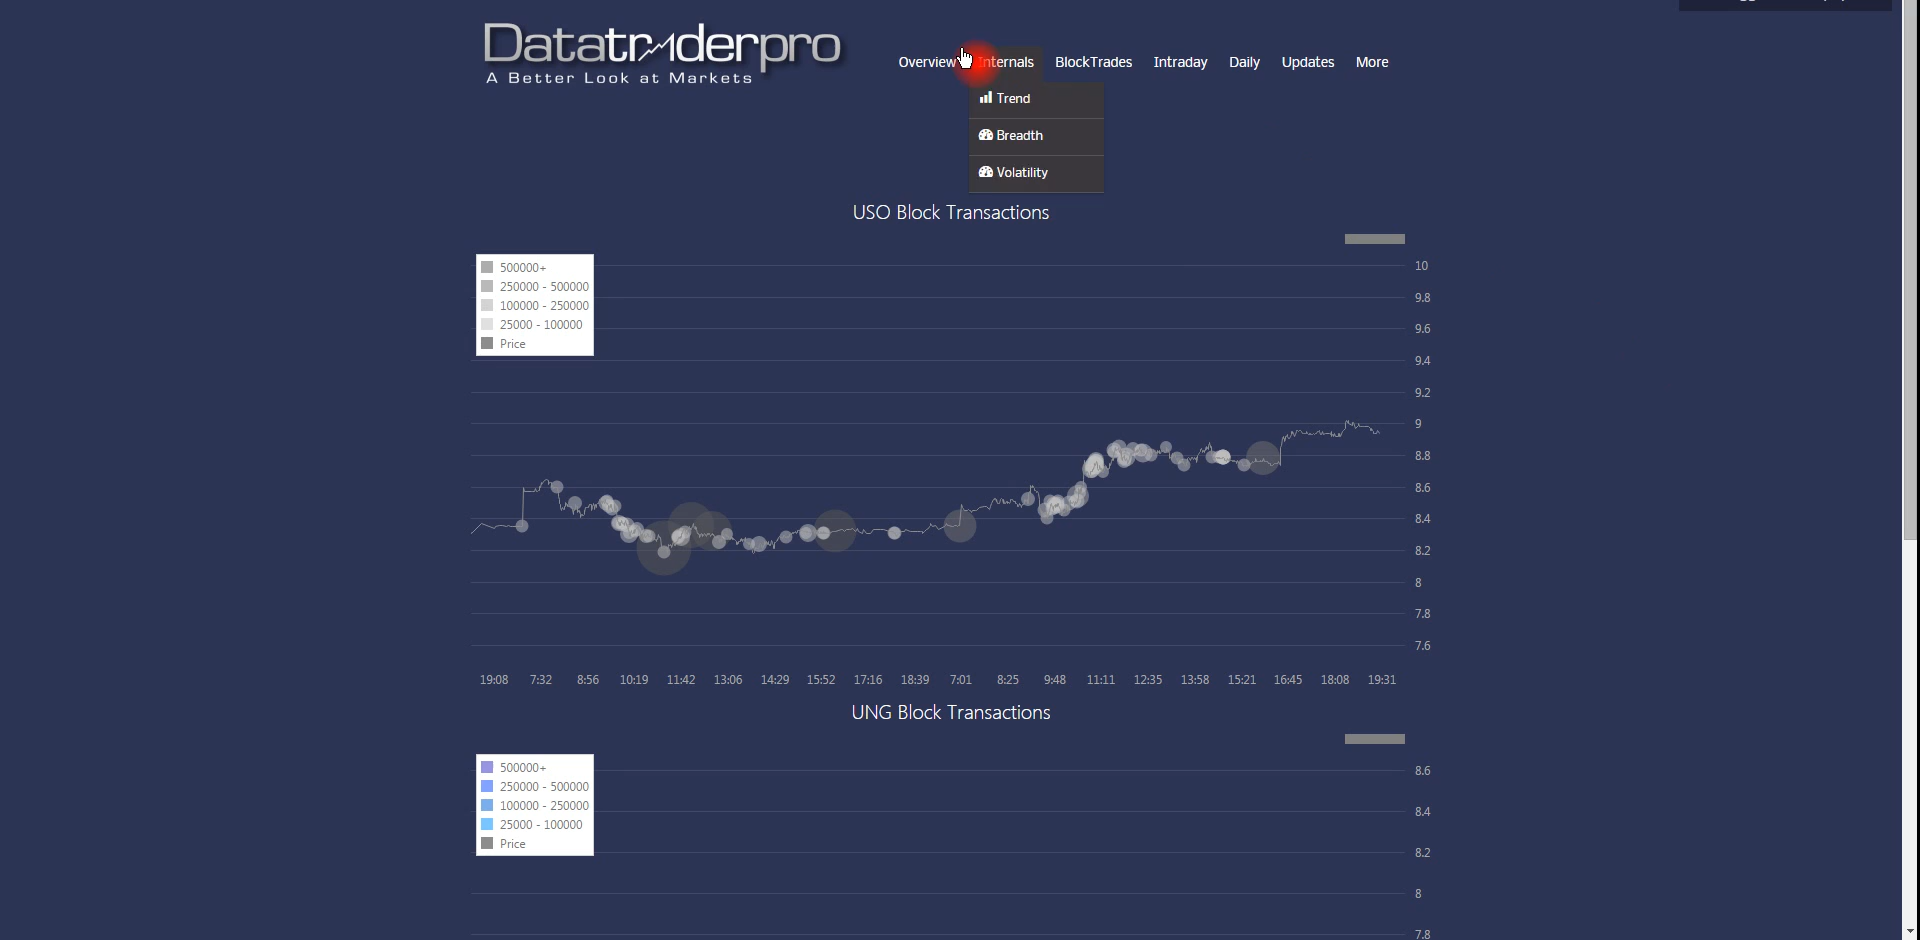 Datatraderpro
A Better Look at Markets
Overview Internals BlockTrades Intraday Daily Updates More
Trend
Breadth
Volatility
USO Block Transactions
500000+
250000 - 500000
100000 - 250000
25000 - 100000
Price
10
9.8
9.6
9.4
9.2
9
8.8
8.6
8.4
8.2
8
7.8
7.6
19:08 7:32 8:56 10:19 11:42 13:06 14:29 15:52 17:16 18:39 7:01 8:25 9:48 11:11 12:35 13:58 15:21 16:45 18:08 19:31
UNG Block Transactions
500000+
250000 - 500000
100000 - 250000
25000 - 100000
Price
8.6
8.4
8.2
8
7.8